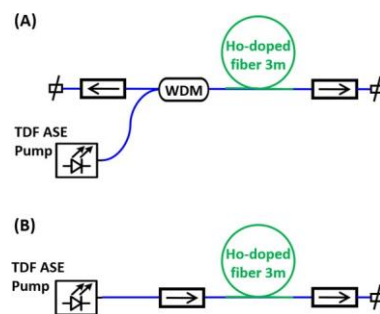 (A)
Ho-doped
fiber 3m
WDM
TDF ASE
Pump
(B)
Ho-doped
fiber 3m
TDF ASE
Pump